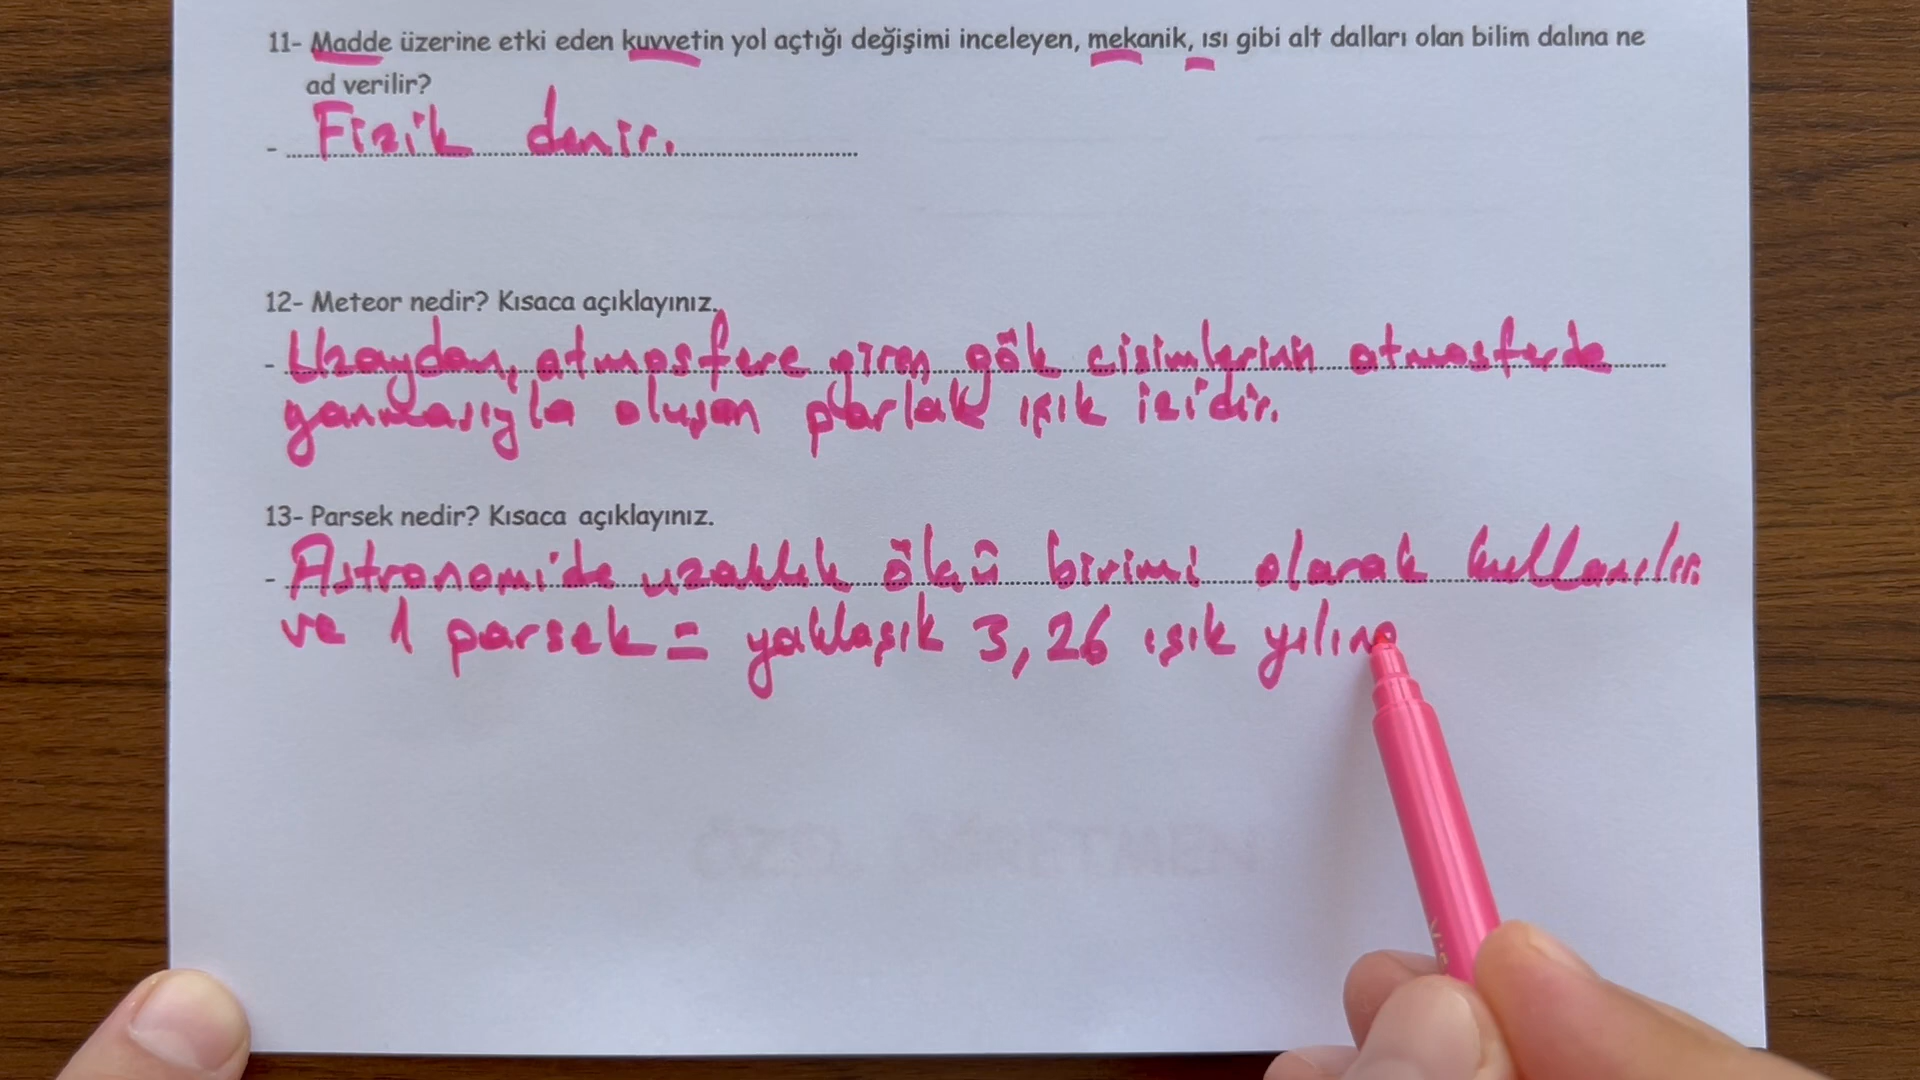 11- Madde üzerine etki eden kuvvetin yol açtığı değişimi inceleyen, mekanik, ısı gibi alt dalları olan bilim dalına ne
ad verilir?
- Fizik denir.
12- Meteor nedir? Kısaca açıklayınız.
- Uzaydan, atmosfere giren gök cisimlerinin atmosferde
yanmasıyla oluşan parlak ışık izidir.
13- Parsek nedir? Kısaca açıklayınız.
- Astronomi'de uzaklık ölçü birimi olarak kullanılır
ve 1 parsek = yaklaşık 3,26 ışık yılına